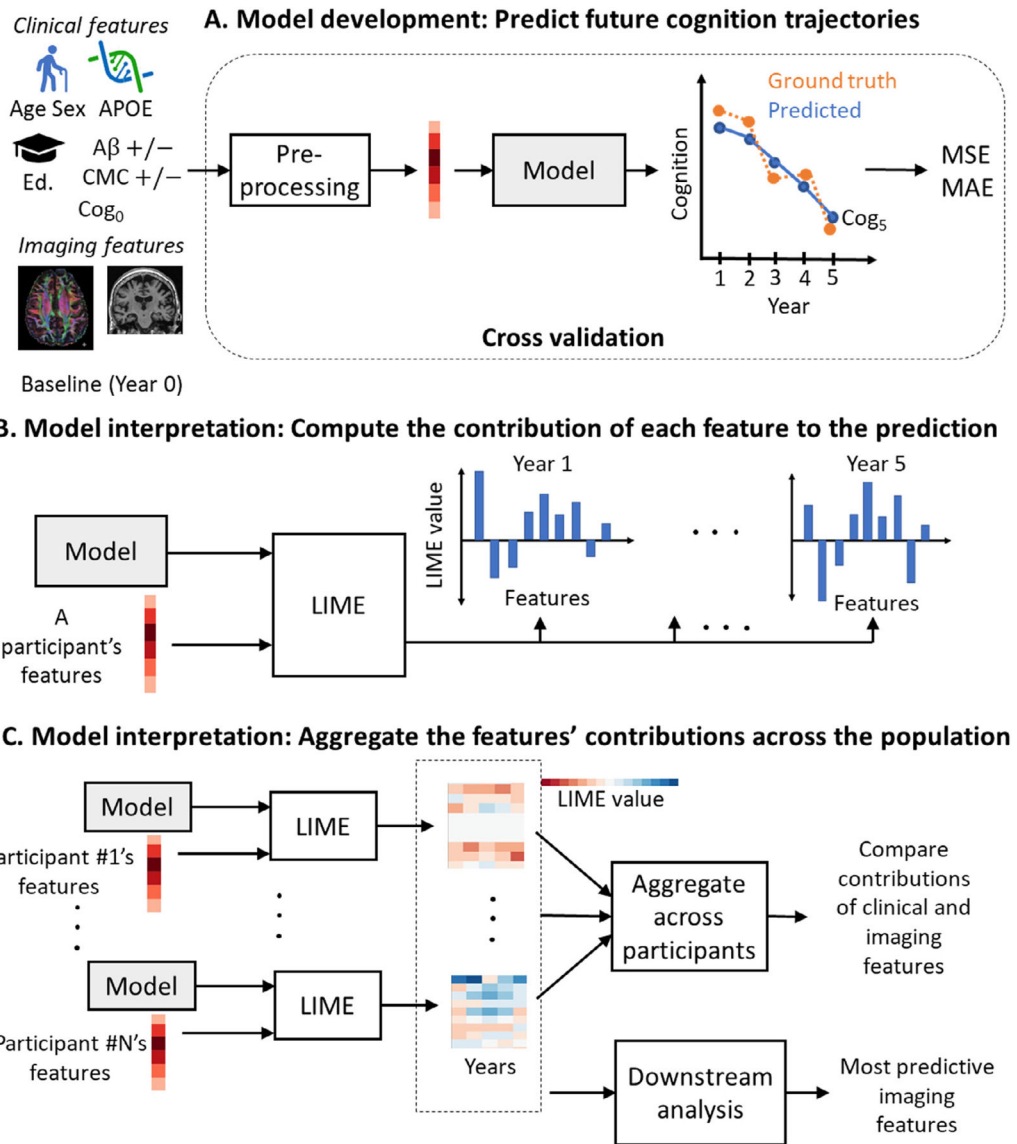 Clinical features
A. Model development: Predict future cognition trajectories
Age Sex APOE
Ed.
Aβ +/−
CMC +/−
Cog0
Imaging features
Baseline (Year 0)
Pre-
processing
Model
Cognition
Ground truth
Predicted
Cog5
1 2 3 4 5
Year
MSE
MAE
Cross validation
B. Model interpretation: Compute the contribution of each feature to the prediction
Model
A
participant's
features
LIME
LIME value
Year 1
Features
. . .
Year 5
Features
. . .
C. Model interpretation: Aggregate the features' contributions across the population
Model
articipant #1's
features
LIME
LIME value
Aggregate
across
participants
Compare
contributions
of clinical and
imaging
features
Model
Participant #N's
features
LIME
Years
Downstream
analysis
Most predictive
imaging
features